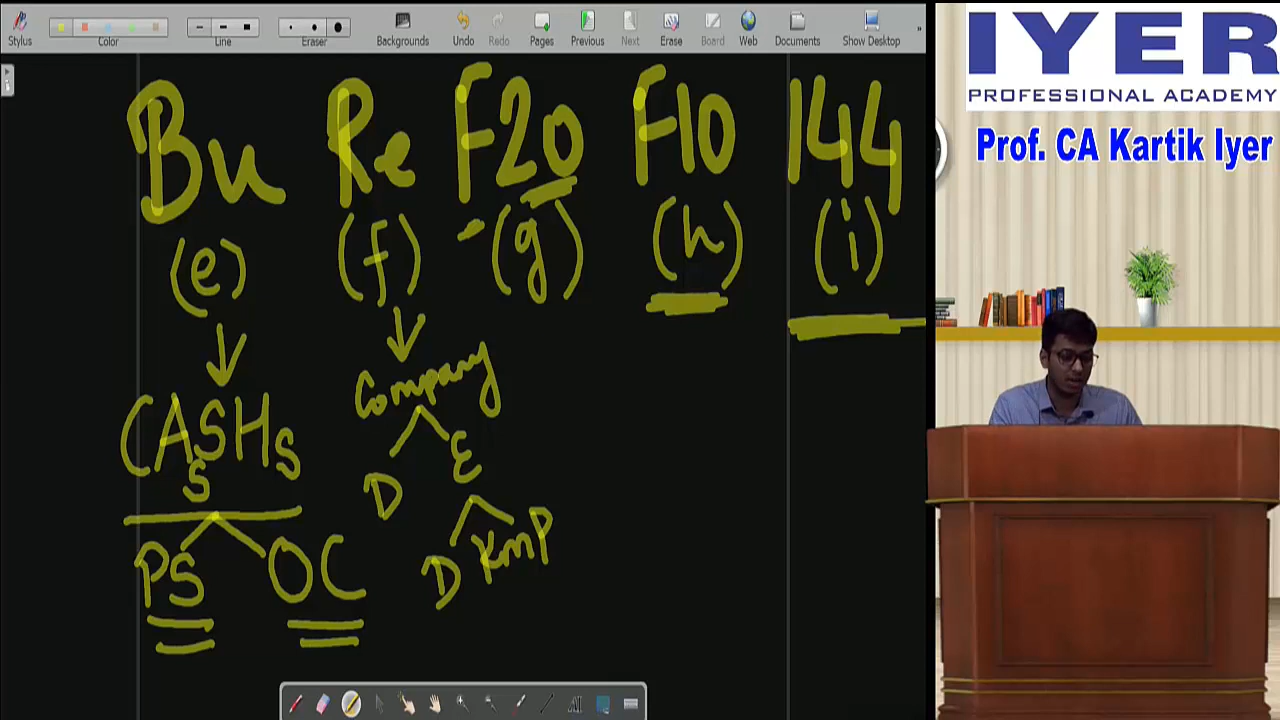 Stylus
Color
Line
Eraser
Backgrounds
Undo
Redo
Pages
Previous
Next
Erase
Board
Web
Documents
Show Desktop
»
IYER
PROFESSIONAL ACADEMY
Prof. CA Kartik Iyer
Bu Re F20 F10 144
(e) (f) (g) (h) (i)
Company
CASHS
S
D E
PS OC
D KMP
AI